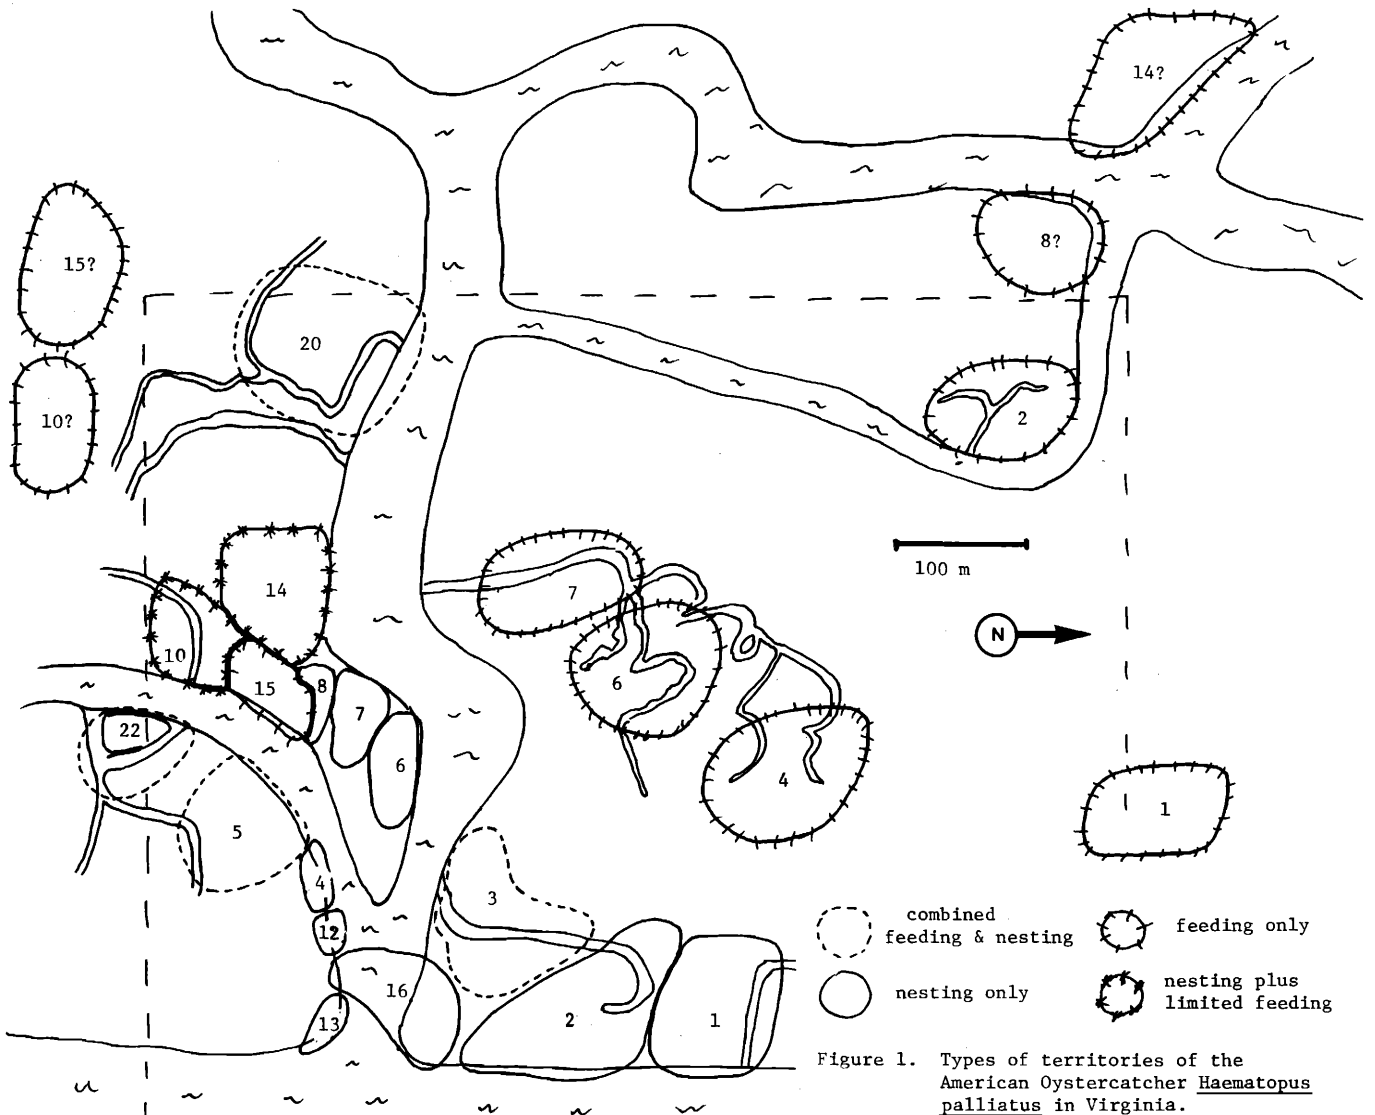 14?
15?
8?
20
10?
2
100 m
14
7
N
10
15
8
6
7
22
6
4
1
5
4
3
12
combined
feeding & nesting
feeding only
16
nesting only
nesting plus
limited feeding
13
2
1
Figure 1. Types of territories of the
American Oystercatcher Haematopus
palliatus in Virginia.